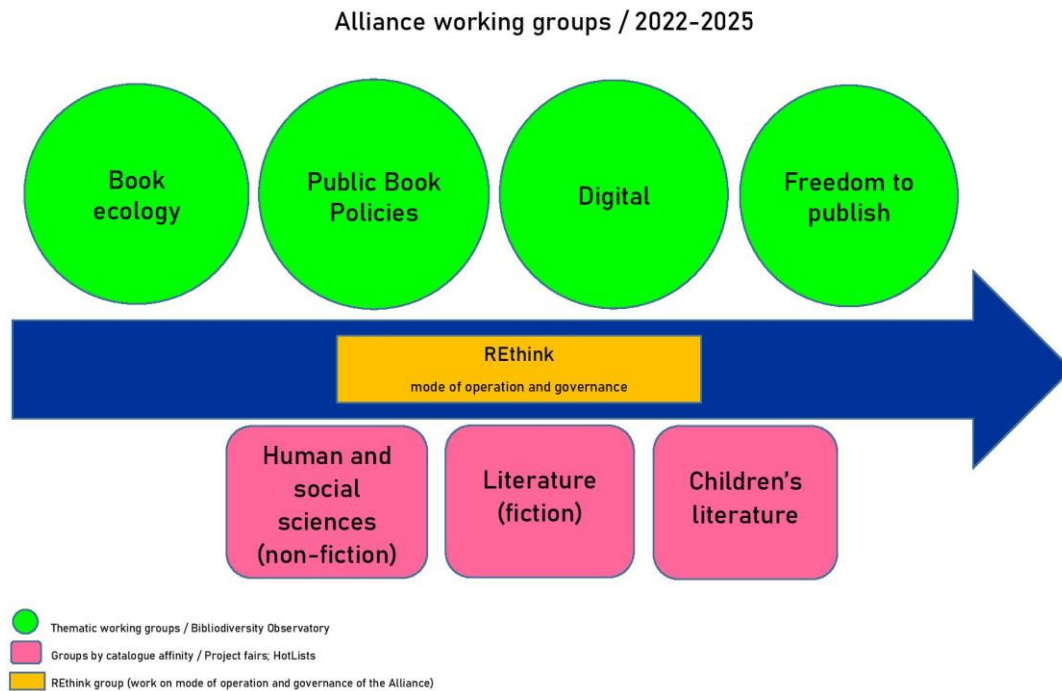 Alliance working groups / 2022-2025
Book
ecology
Public Book
Policies
Digital
Freedom to
publish
REthink
mode of operation and governance
Human and
social
sciences
(non-fiction)
Literature
(fiction)
Children's
literature
Thematic working groups / Bibliodiversity Observatory
Groups by catalogue affinity / Project fairs; HotLists
REthink group (work on mode of operation and governance of the Alliance)